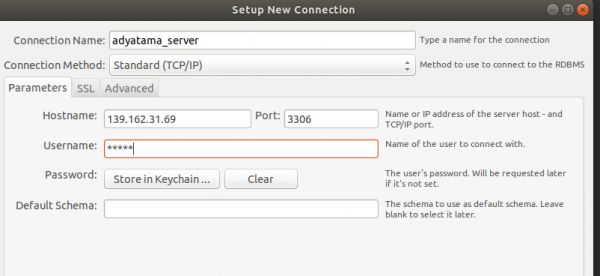 Setup New Connection
Connection Name: adyatama_server Type a name for the connection
Connection Method: Standard (TCP/IP) Method to use to connect to the RDBMS
Parameters SSL Advanced
Hostname: 139.162.31.69 Port: 3306 Name or IP address of the server host - and
TCP/IP port.
Username: ***** Name of the user to connect with.
Password: Store in Keychain ... Clear The user's password. Will be requested later
if it's not set.
Default Schema: The schema to use as default schema. Leave
blank to select it later.